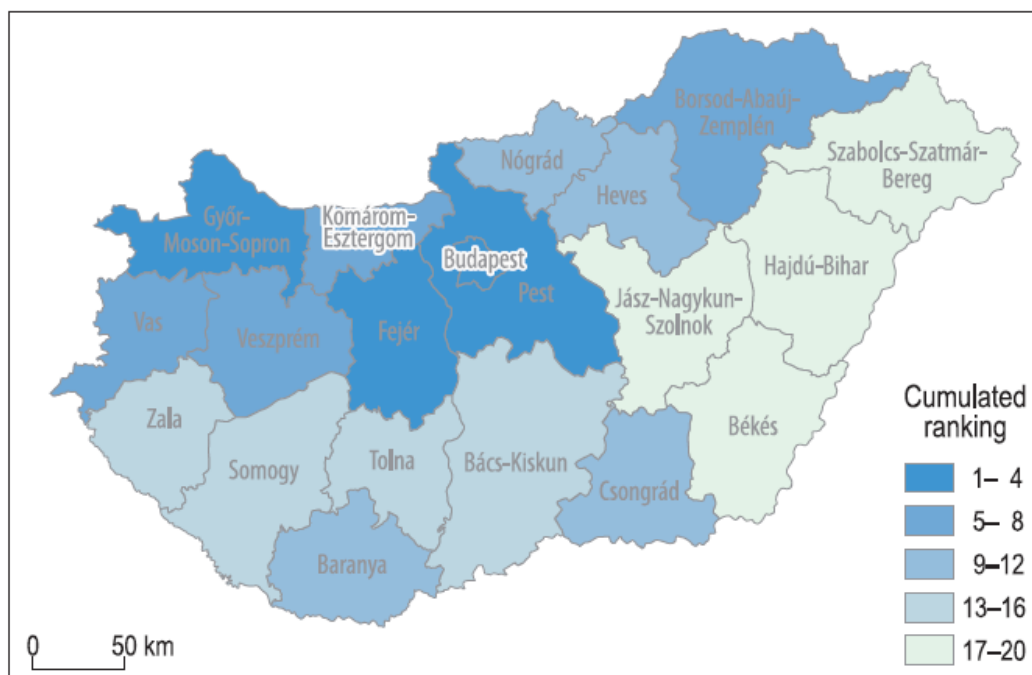 Borsod-Abaúj-
Zemplén
Szabolcs-Szatmár-
Bereg
Nógrád
Heves
Győr-
Moson-Sopron
Komárom-
Esztergom
Budapest
Pest
Hajdú-Bihar
Jász-Nagykun-
Szolnok
Vas
Veszprém
Fejér
Zala
Somogy
Tolna
Bács-Kiskun
Békés
Csongrád
Baranya
Cumulated
ranking
1– 4
5– 8
9–12
13–16
17–20
0 50 km